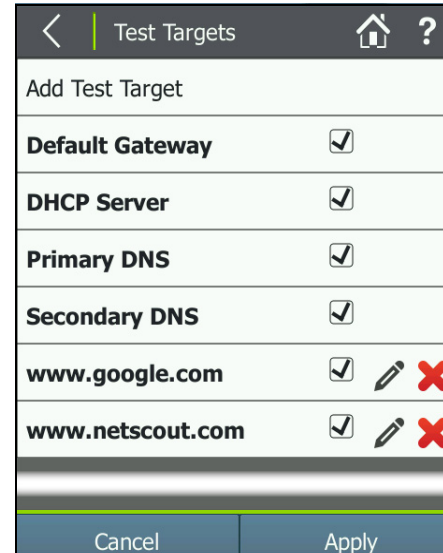 Test Targets ?
Add Test Target
Default Gateway
DHCP Server
Primary DNS
Secondary DNS
www.google.com
www.netscout.com
Cancel Apply